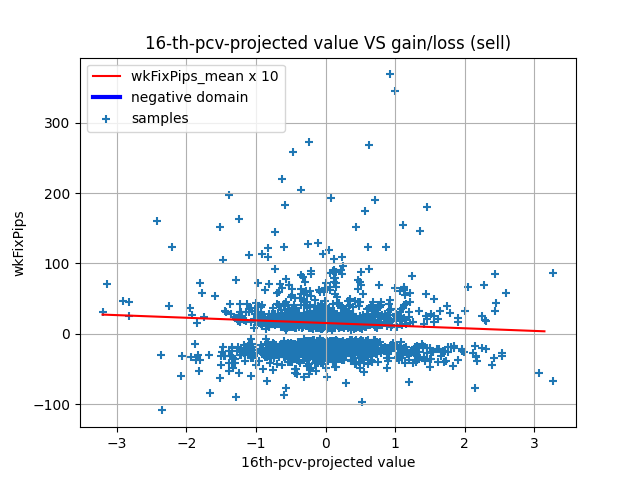 16-th-pcv-projected value VS gain/loss (sell)
wkFixPips_mean x 10
negative domain
samples
wkFixPips
300
200
100
0
−100
−3 −2 −1 0 1 2 3
16th-pcv-projected value